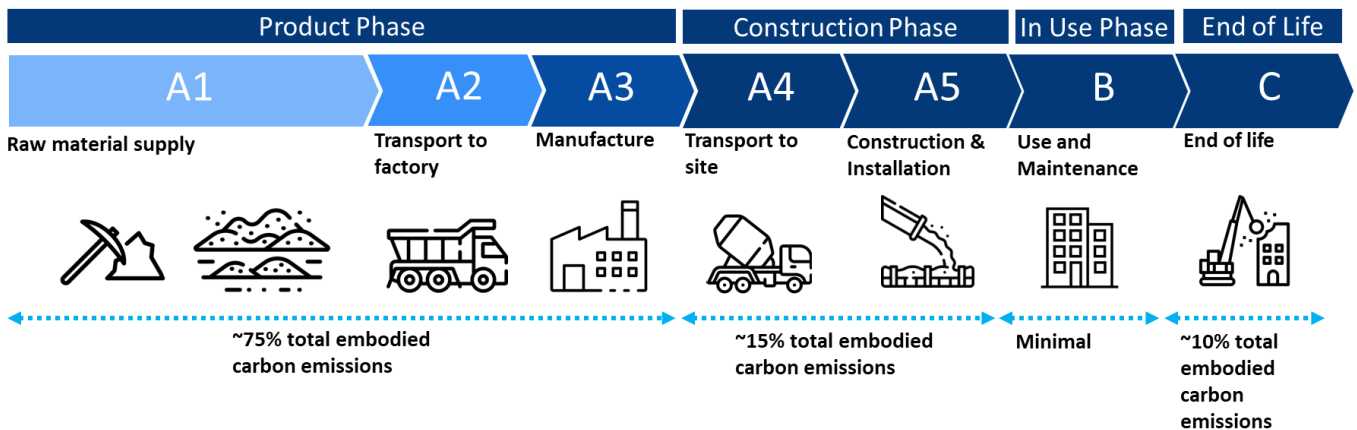 Product Phase
Construction Phase
In Use Phase
End of Life
A1
A2
A3
A4
A5
B
C
Raw material supply
Transport to
factory
Manufacture
Transport to
site
Construction &
Installation
Use and
Maintenance
End of life
~75% total embodied
carbon emissions
~15% total embodied
carbon emissions
Minimal
~10% total
embodied
carbon
emissions